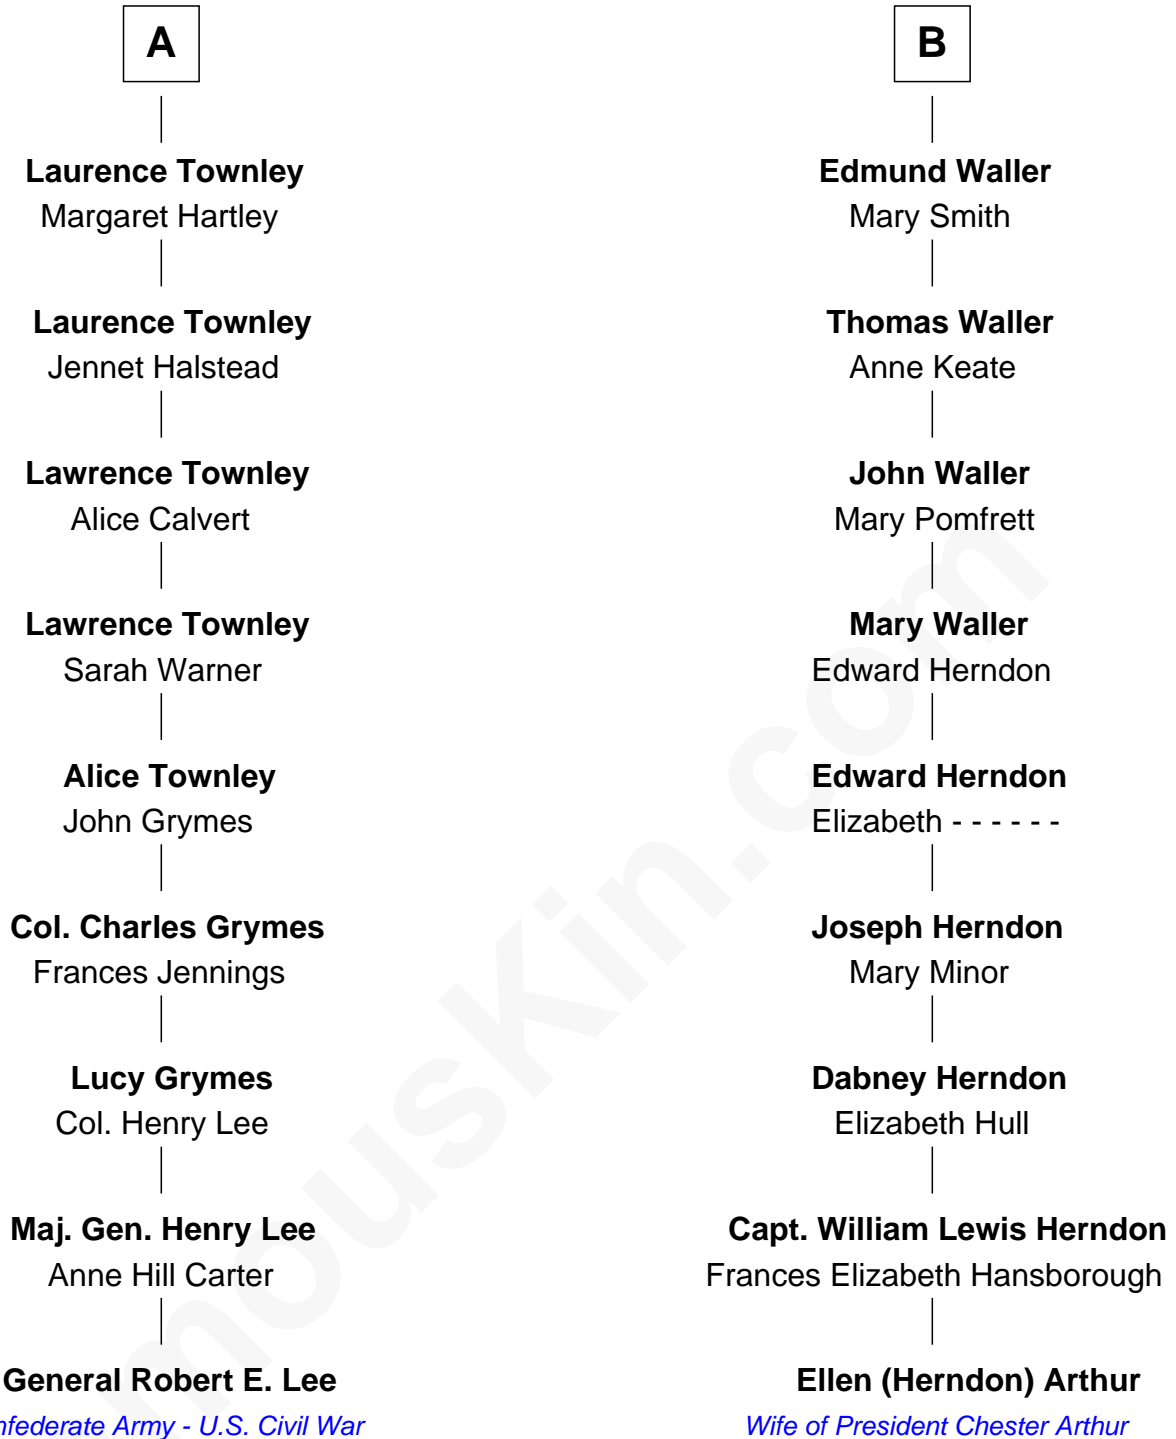 A
Laurence Townley
Margaret Hartley
Laurence Townley
Jennet Halstead
Lawrence Townley
Alice Calvert
Lawrence Townley
Sarah Warner
Alice Townley
John Grymes
Col. Charles Grymes
Frances Jennings
Lucy Grymes
Col. Henry Lee
Maj. Gen. Henry Lee
Anne Hill Carter
General Robert E. Lee
nfederate Army - U.S. Civil War
B
Edmund Waller
Mary Smith
Thomas Waller
Anne Keate
John Waller
Mary Pomfrett
Mary Waller
Edward Herndon
Edward Herndon
Elizabeth - - - - - -
Joseph Herndon
Mary Minor
Dabney Herndon
Elizabeth Hull
Capt. William Lewis Herndon
Frances Elizabeth Hansborough
Ellen (Herndon) Arthur
Wife of President Chester Arthur
mouskin.com